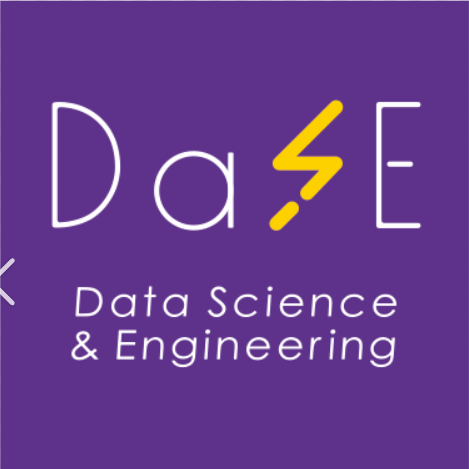 DaSE
Data Science
& Engineering